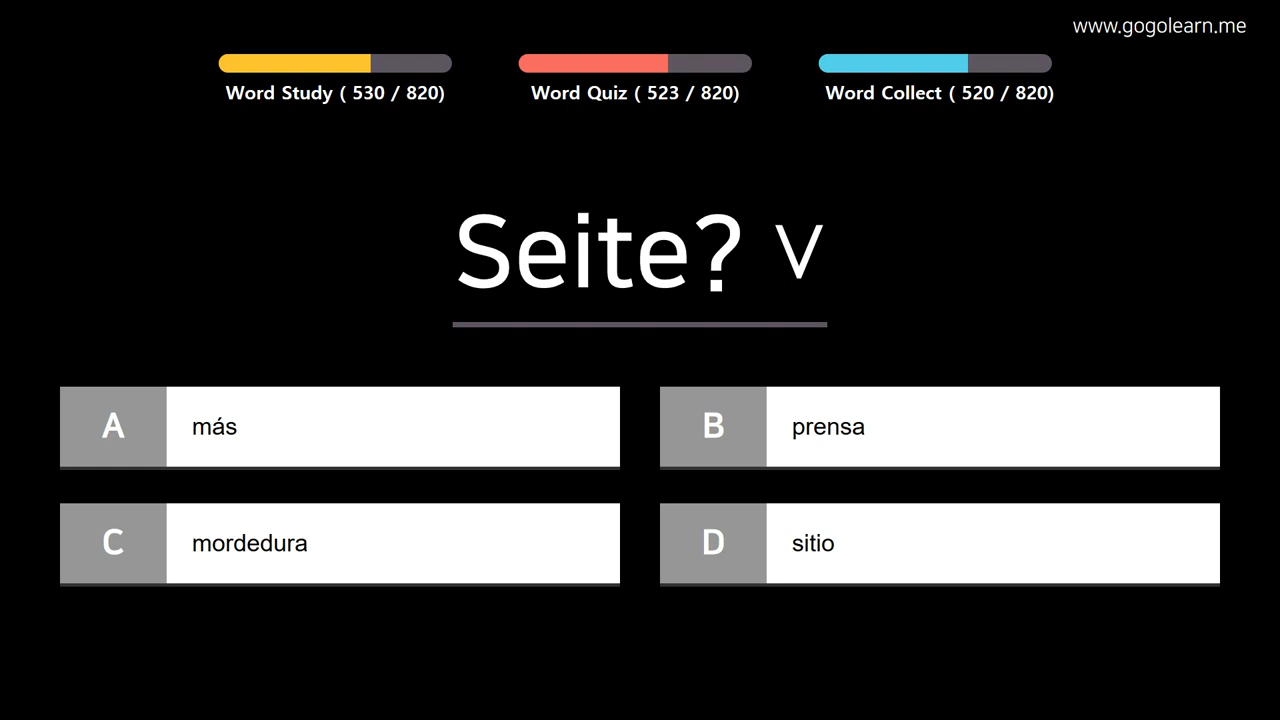 www.gogolearn.me
Word Study ( 530 / 820)
Word Quiz ( 523 / 820)
Word Collect ( 520 / 820)
Seite? V
A más
B prensa
C mordedura
D sitio